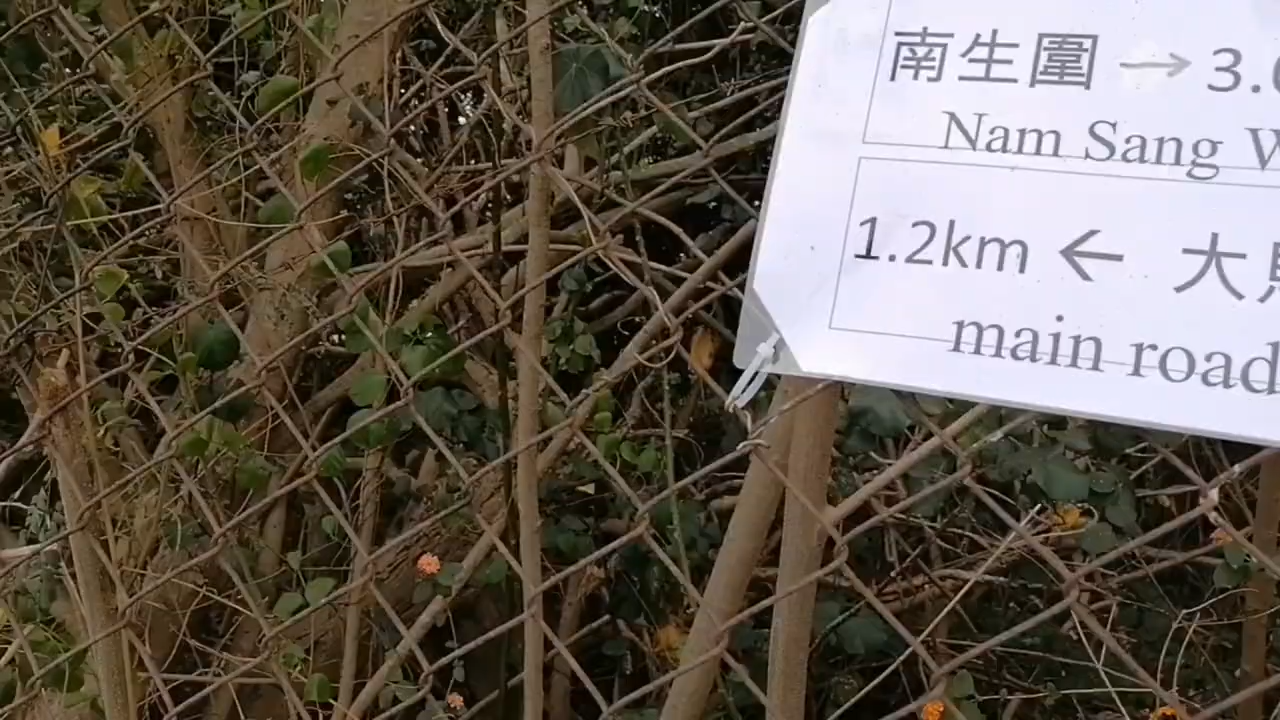 南生圍 → 3.
Nam Sang
1.2km ← 大
main road